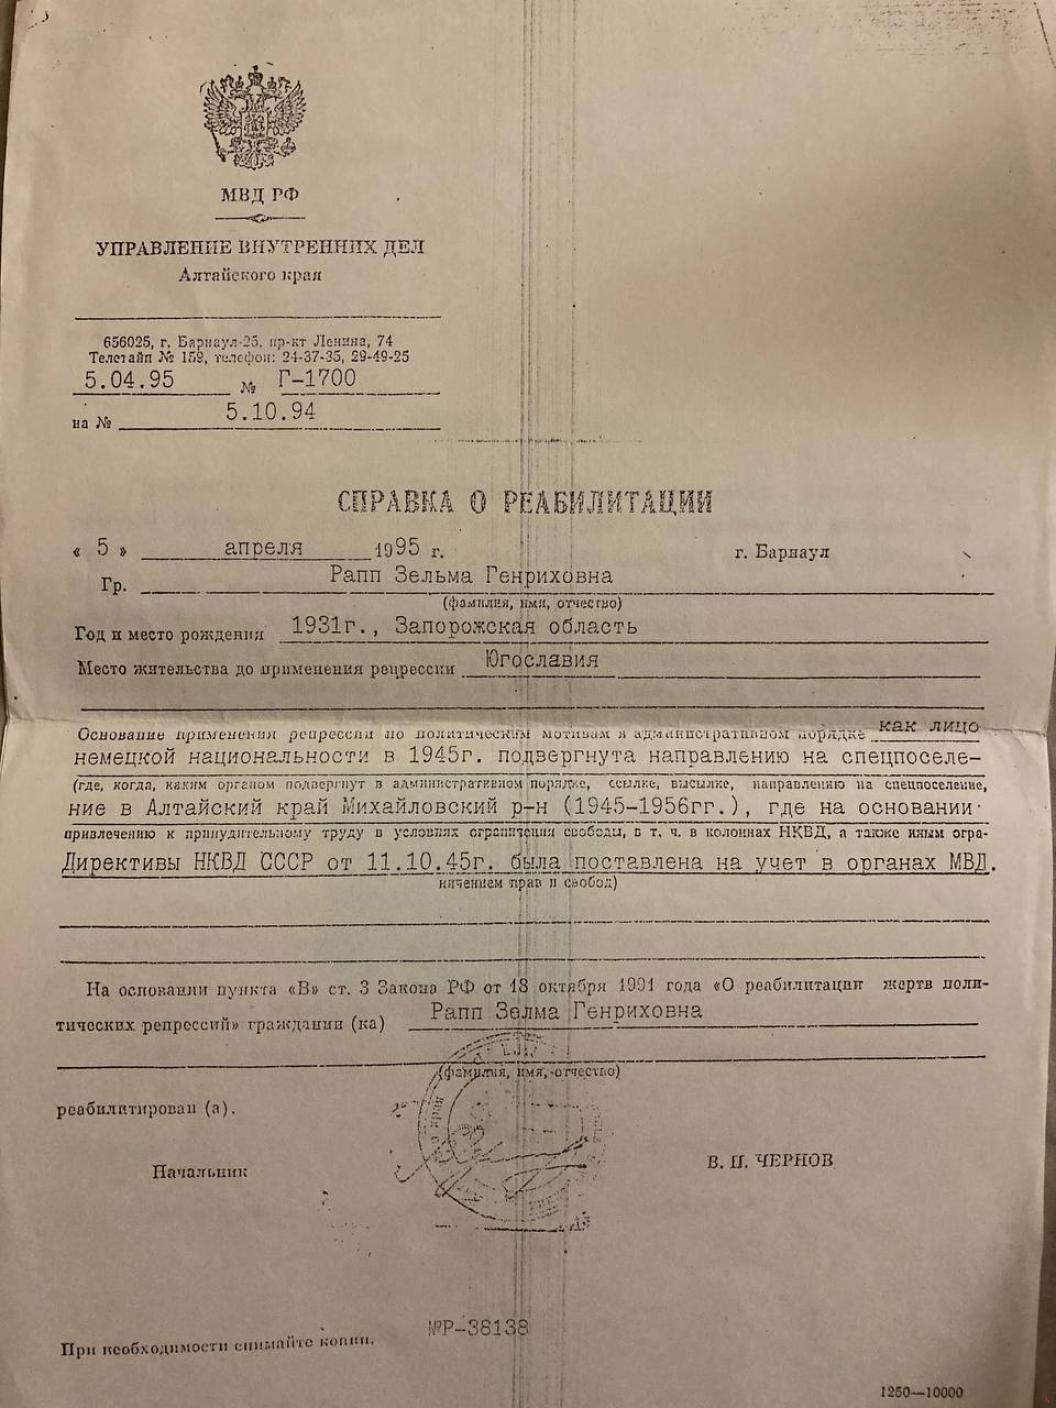 МВД РФ
УПРАВЛЕНИЕ ВНУТРЕННИХ ДЕЛ
Алтайского края
656025, г. Барнаул-25, пр-кт Ленина, 74
Телетайп № 159, телефон: 24-37-35, 29-49-25
5.04.95 № Г-1700
на № 5.10.94
СПРАВКА О РЕАБИЛИТАЦИИ
« 5 » апреля 1995 г. г. Барнаул
Гр. Рапп Зельма Генриховна
(фамилия, имя, отчество)
Год и место рождения 1931г., Запорожская область
Место жительства до применения репрессии Югославия
Основание применения репрессии по политическим мотивам в административном порядке как лицо
немецкой национальности в 1945г. подвергнута направлению на спецпоселе-
(где, когда, каким органом подвергнут в административном порядке, ссылке, высылке, направлению на спецпоселение,
ние в Алтайский край Михайловский р-н (1945-1956гг.), где на основании
привлечению к принудительному труду в условиях ограничения свободы, в т. ч. в колоннах НКВД, а также иным огра-
Директивы НКВД СССР от 11.10.45г. была поставлена на учет в органах МВД.
ничением прав и свобод)
На основании пункта «В» ст. 3 Закона РФ от 18 октября 1991 года «О реабилитации жертв поли-
тических репрессий» гражданин (ка) Рапп Зелма Генриховна
(фамилия, имя, отчество)
реабилитирован (а).
Начальник В. П. ЧЕРНОВ
№Р-38138
При необходимости снимайте копии.
1250—10000